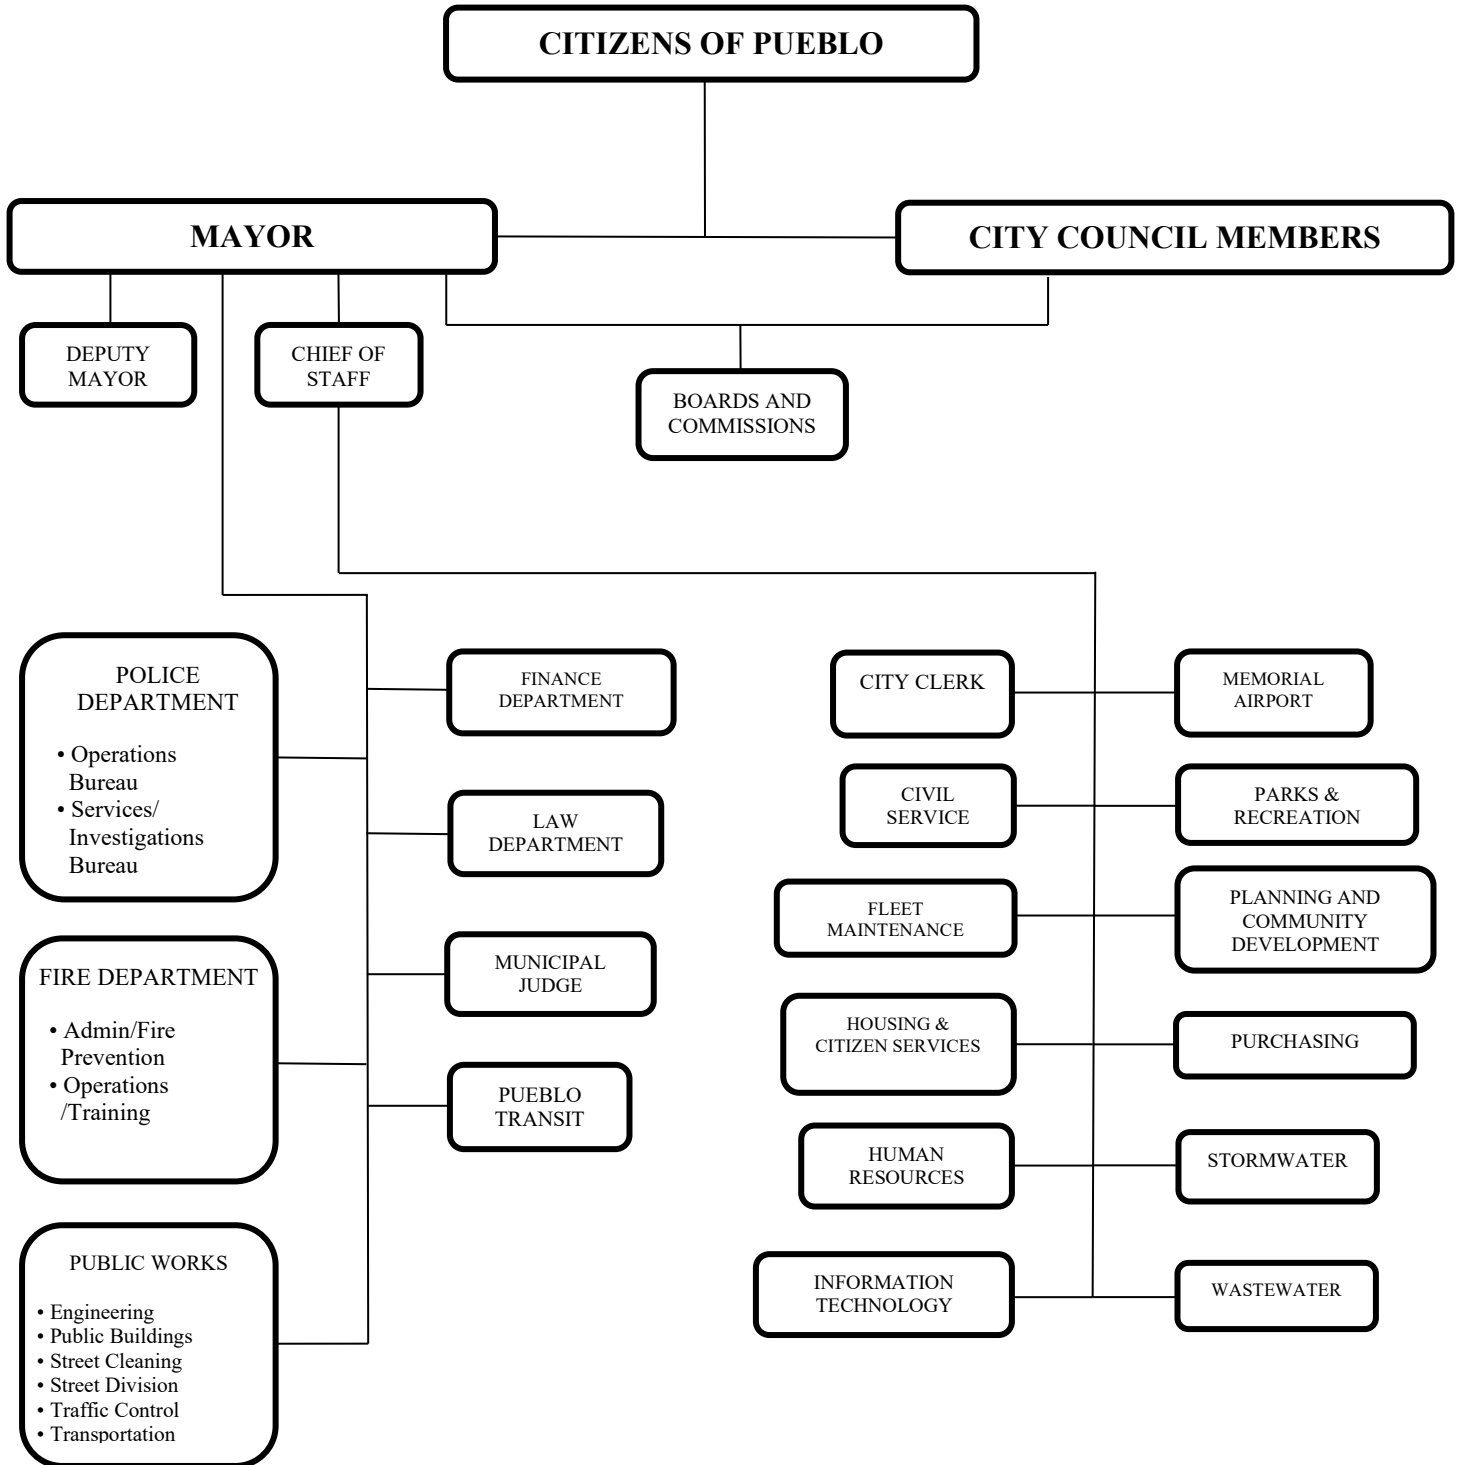 CITIZENS OF PUEBLO
MAYOR
CITY COUNCIL MEMBERS
DEPUTY
MAYOR
CHIEF OF
STAFF
BOARDS AND
COMMISSIONS
POLICE
DEPARTMENT
• Operations
Bureau
• Services/
Investigations
Bureau
FIRE DEPARTMENT
• Admin/Fire
Prevention
• Operations
/Training
PUBLIC WORKS
• Engineering
• Public Buildings
• Street Cleaning
• Street Division
• Traffic Control
• Transportation
FINANCE
DEPARTMENT
LAW
DEPARTMENT
MUNICIPAL
JUDGE
PUEBLO
TRANSIT
CITY CLERK
CIVIL
SERVICE
FLEET
MAINTENANCE
HOUSING &
CITIZEN SERVICES
HUMAN
RESOURCES
INFORMATION
TECHNOLOGY
MEMORIAL
AIRPORT
PARKS &
RECREATION
PLANNING AND
COMMUNITY
DEVELOPMENT
PURCHASING
STORMWATER
WASTEWATER